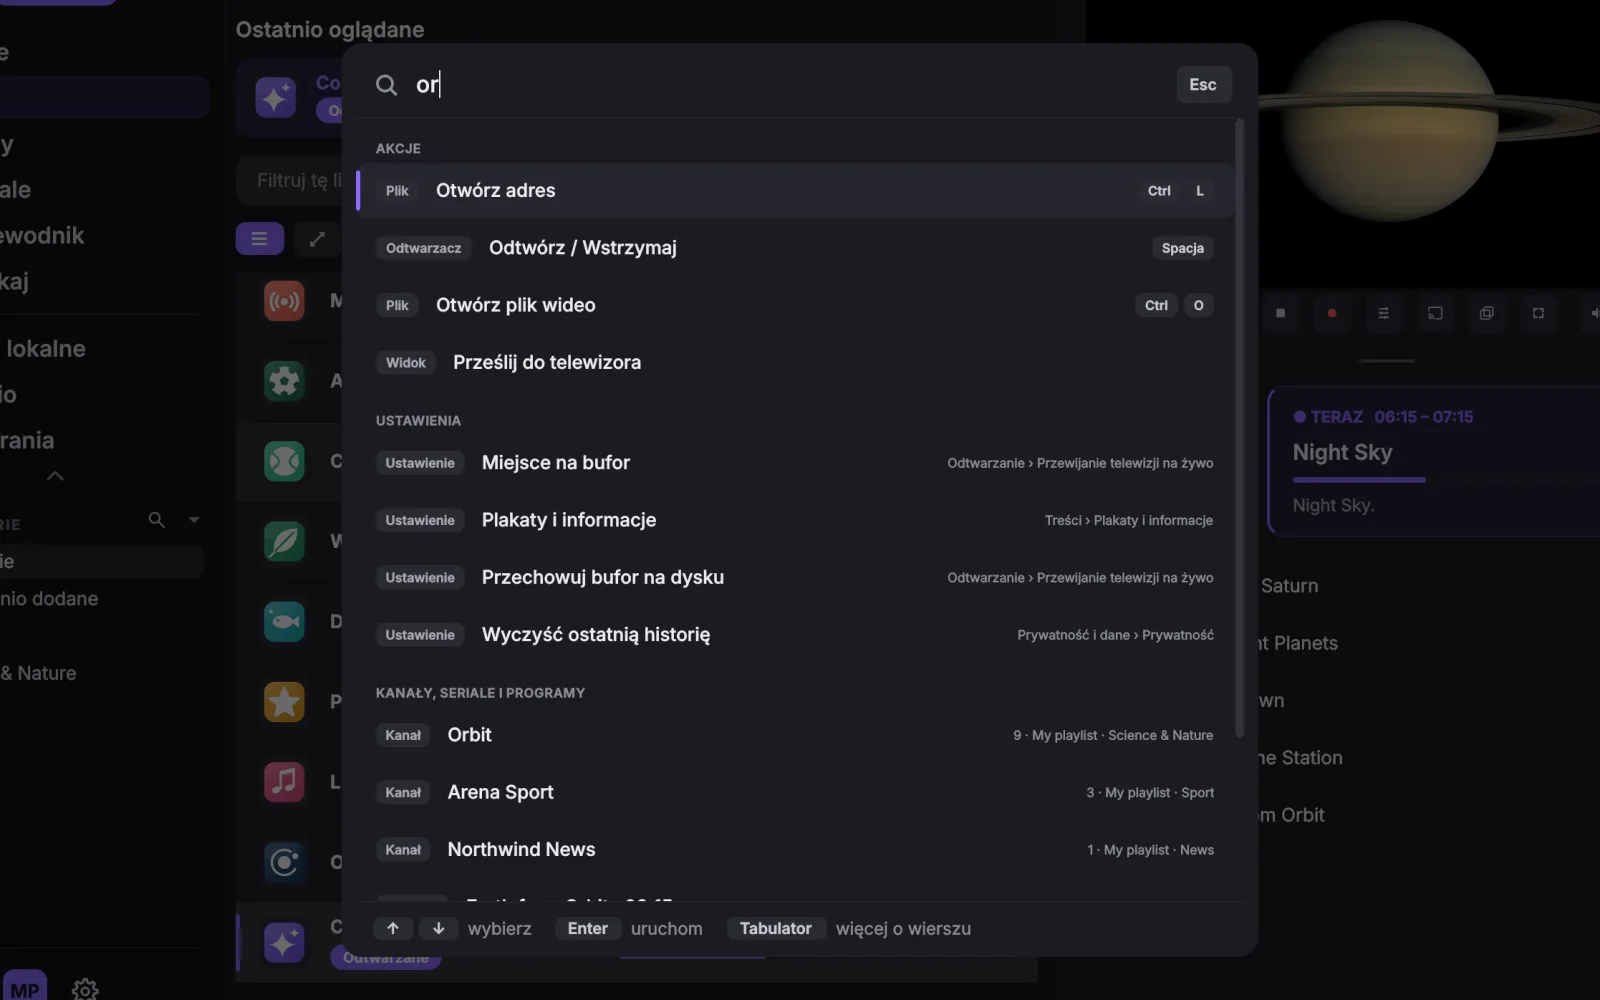 Ostatnio oglądane
or
Esc
AKCJE
Plik Otwórz adres Ctrl L
Odtwarzacz Odtwórz / Wstrzymaj Spacja
Plik Otwórz plik wideo Ctrl O
Widok Prześlij do telewizora
USTAWIENIA
Ustawienie Miejsce na bufor Odtwarzanie › Przewijanie telewizji na żywo
Ustawienie Plakaty i informacje Treści › Plakaty i informacje
Ustawienie Przechowuj bufor na dysku Odtwarzanie › Przewijanie telewizji na żywo
Ustawienie Wyczyść ostatnią historię Prywatność i dane › Prywatność
KANAŁY, SERIALE I PROGRAMY
Kanał Orbit 9 · My playlist · Science & Nature
Kanał Arena Sport 3 · My playlist · Sport
Kanał Northwind News 1 · My playlist · News
↑ ↓ wybierz Enter uruchom Tabulator więcej o wierszu
Filtruj tę li
Odtwarzane
lokalne
nio dodane
& Nature
MP
TERAZ 06:15 – 07:15
Night Sky
Night Sky.
Saturn
Planets
Station
Orbit